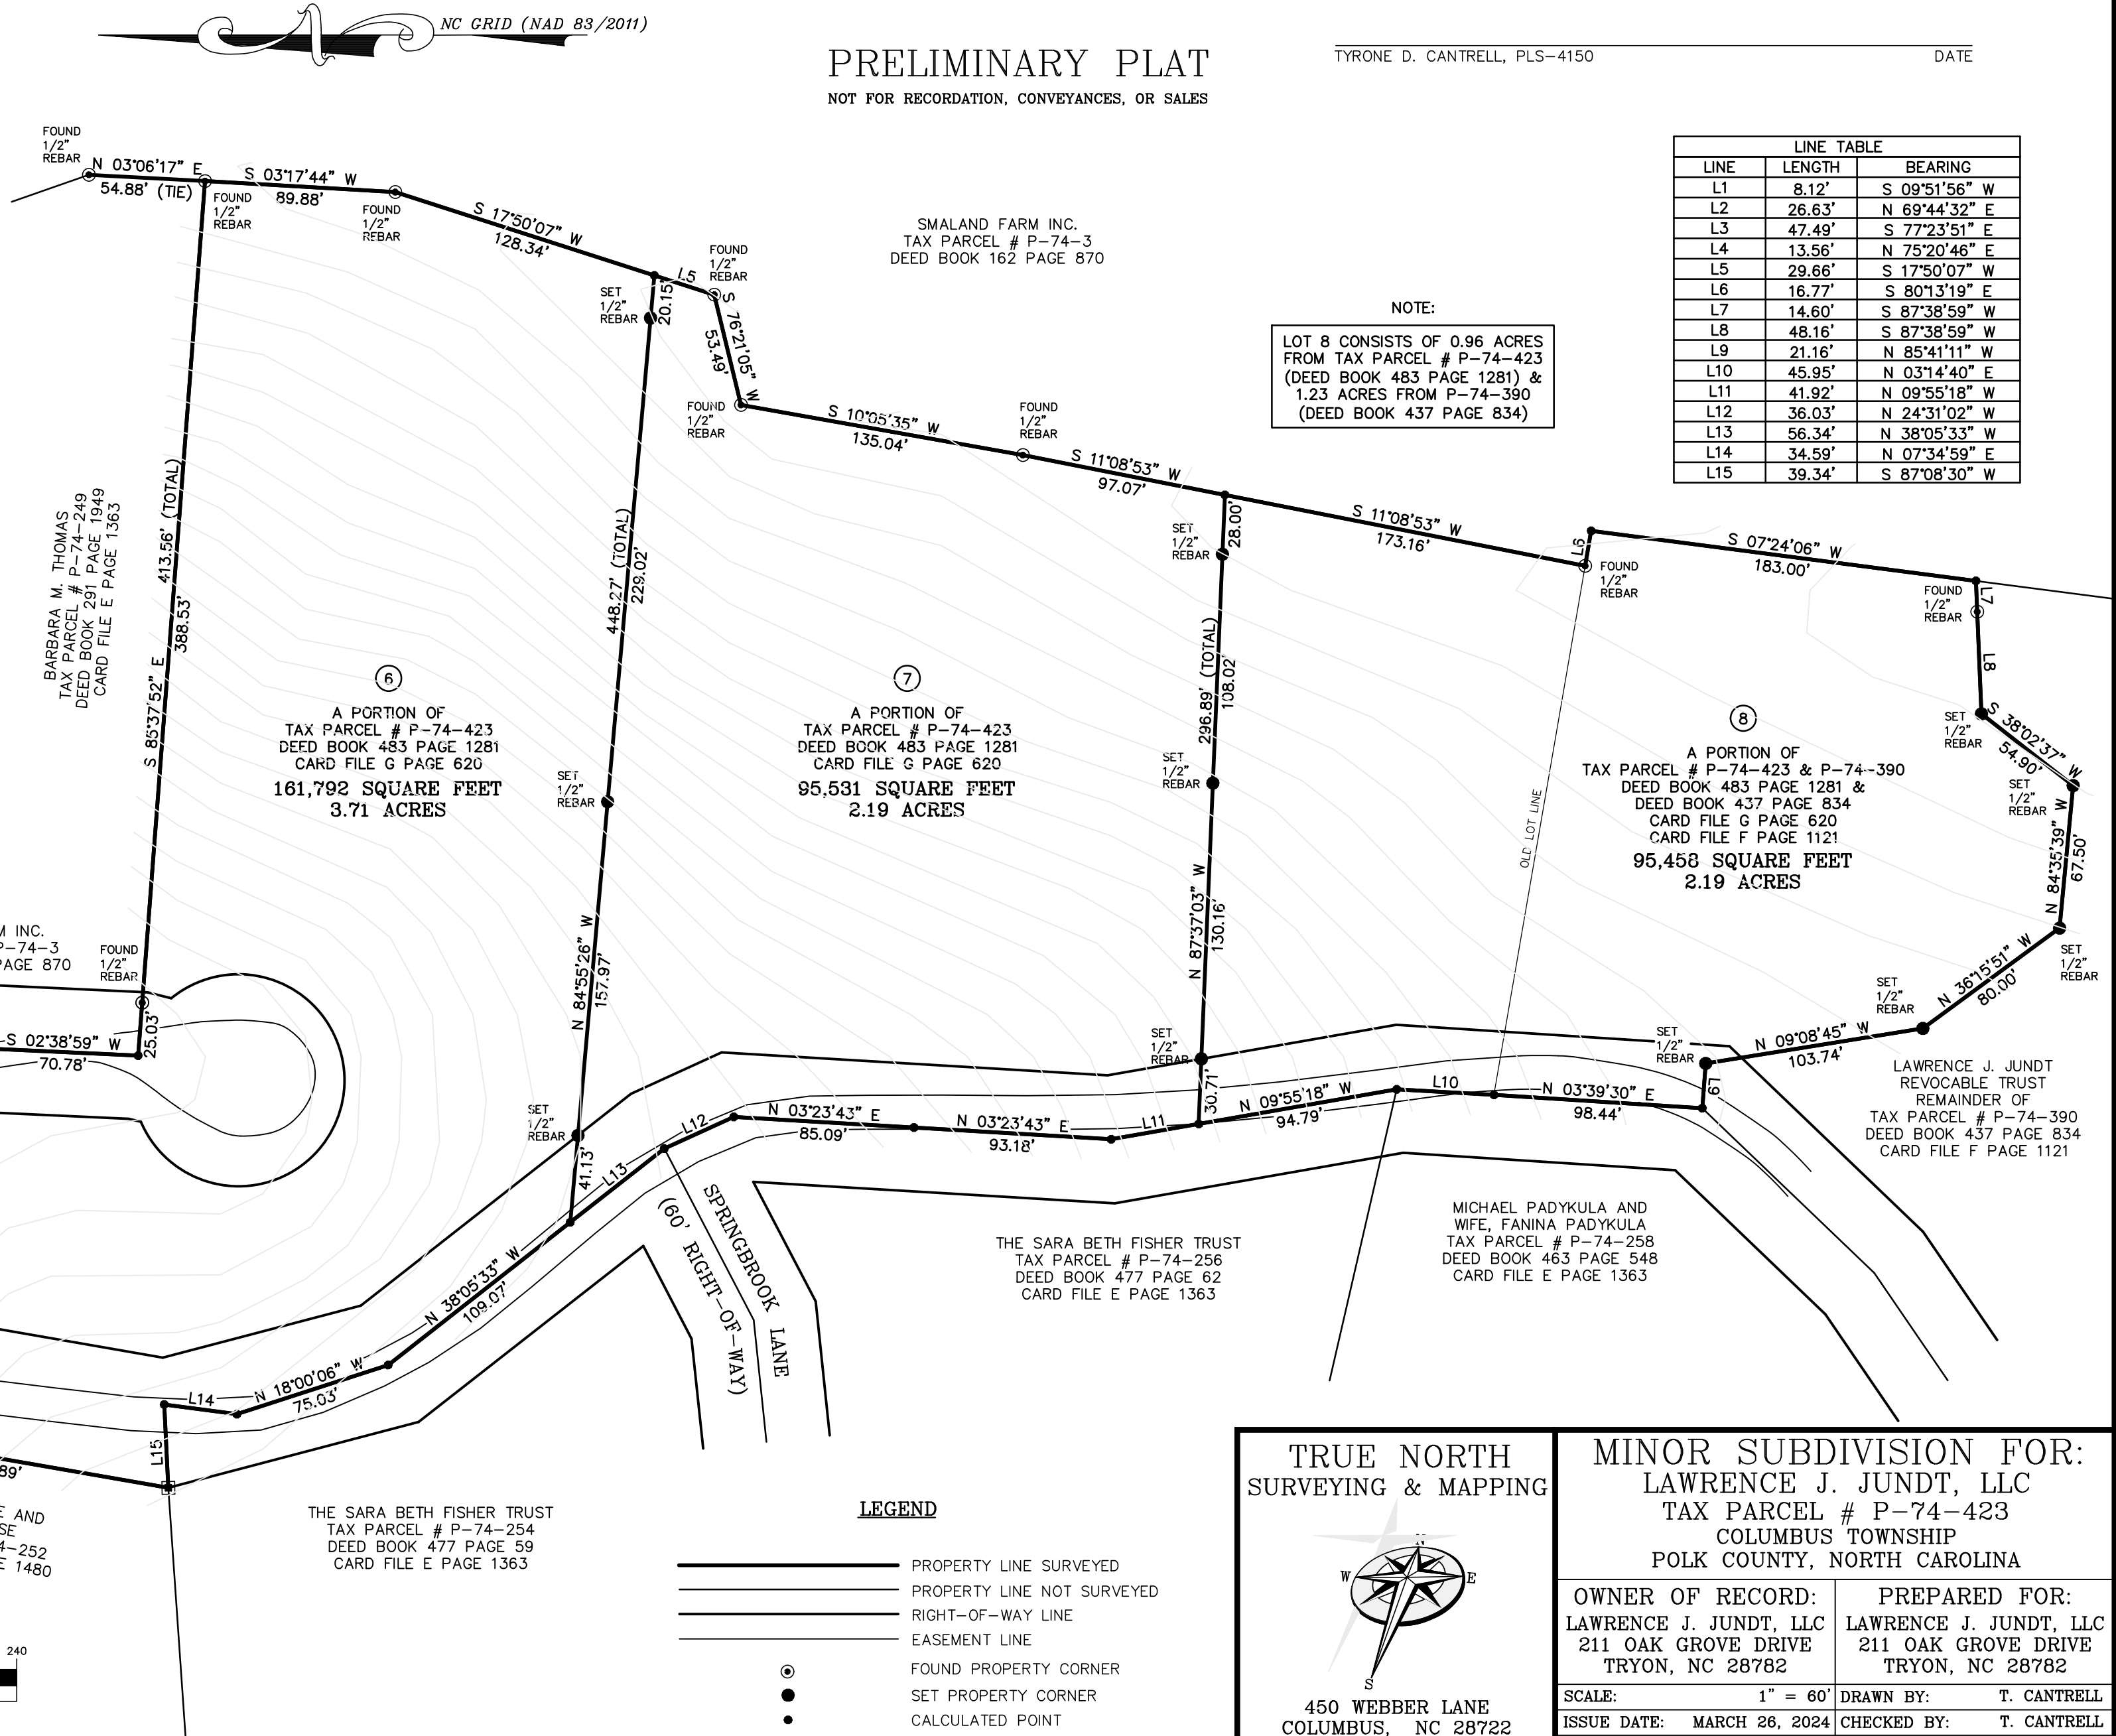 NC GRID (NAD 83/2011)
PRELIMINARY PLAT
NOT FOR RECORDATION, CONVEYANCES, OR SALES
TYRONE D. CANTRELL, PLS-4150
DATE
LINE TABLE
LINE LENGTH BEARING
L1 8.12' S 09°51'56" W
L2 26.63' N 69°44'32" E
L3 47.49' S 77°23'51" E
L4 13.56' N 75°20'46" E
L5 29.66' S 17°50'07" W
L6 16.77' S 80°13'19" E
L7 14.60' S 87°38'59" W
L8 48.16' S 87°38'59" W
L9 21.16' N 85°41'11" W
L10 45.95' N 03°14'40" E
L11 41.92' N 09°55'18" W
L12 36.03' N 24°31'02" W
L13 56.34' N 38°05'33" W
L14 34.59' N 07°34'59" E
L15 39.34' S 87°08'30" W
FOUND
1/2"
REBAR
N 03°06'17" E
54.88' (TIE)
FOUND
1/2"
REBAR
S 03°17'44" W
89.88'
FOUND
1/2"
REBAR
S 17°50'07" W
128.34'
SMALAND FARM INC.
TAX PARCEL # P-74-3
DEED BOOK 162 PAGE 870
FOUND
1/2"
REBAR
L5
SET
1/2"
REBAR
20.15'
S 76°21'05" W
53.49'
FOUND
1/2"
REBAR
S 10°05'35" W
135.04'
FOUND
1/2"
REBAR
S 11°08'53" W
97.07'
NOTE:
LOT 8 CONSISTS OF 0.96 ACRES
FROM TAX PARCEL # P-74-423
(DEED BOOK 483 PAGE 1281) &
1.23 ACRES FROM P-74-390
(DEED BOOK 437 PAGE 834)
SET
1/2"
REBAR
28.00'
S 11°08'53" W
173.16'
L6
FOUND
1/2"
REBAR
S 07°24'06" W
183.00'
FOUND
1/2"
REBAR
L7
L8
SET
1/2"
REBAR
S 38°02'37" W
54.90'
SET
1/2"
REBAR
N 84°35'39" W
67.50'
SET
1/2"
REBAR
N 36°15'51" W
80.00'
SET
1/2"
REBAR
N 09°08'45" W
103.74'
SET
1/2"
REBAR
L9
BARBARA M. THOMAS
TAX PARCEL # P-74-249
DEED BOOK 291 PAGE 1949
CARD FILE E PAGE 1363
S 85°37'52" E
413.56' (TOTAL)
388.53'
6
A PORTION OF
TAX PARCEL # P-74-423
DEED BOOK 483 PAGE 1281
CARD FILE G PAGE 620
161,792 SQUARE FEET
3.71 ACRES
SET
1/2"
REBAR
N 84°55'26" W
448.27' (TOTAL)
229.02'
157.97'
7
A PORTION OF
TAX PARCEL # P-74-423
DEED BOOK 483 PAGE 1281
CARD FILE G PAGE 620
95,531 SQUARE FEET
2.19 ACRES
SET
1/2"
REBAR
N 87°37'03" W
296.89' (TOTAL)
108.02'
130.16'
OLD LOT LINE
8
A PORTION OF
TAX PARCEL # P-74-423 & P-74-390
DEED BOOK 483 PAGE 1281 &
DEED BOOK 437 PAGE 834
CARD FILE G PAGE 620
CARD FILE F PAGE 1121
95,458 SQUARE FEET
2.19 ACRES
M INC.
P-74-3
PAGE 870
FOUND
1/2"
REBAR
S 02°38'59" W
70.78'
25.03'
SET
1/2"
REBAR
41.13'
L12
L13
N 03°23'43" E
85.09'
N 03°23'43" E
93.18'
L11
SET
1/2"
REBAR
30.71'
N 09°55'18" W
94.79'
L10
N 03°39'30" E
98.44'
LAWRENCE J. JUNDT
REVOCABLE TRUST
REMAINDER OF
TAX PARCEL # P-74-390
DEED BOOK 437 PAGE 834
CARD FILE F PAGE 1121
N 38°05'33" W
109.07'
N 18°00'06" W
75.03'
L14
L15
SPRINGBROOK LANE
(60' RIGHT-OF-WAY)
THE SARA BETH FISHER TRUST
TAX PARCEL # P-74-256
DEED BOOK 477 PAGE 62
CARD FILE E PAGE 1363
MICHAEL PADYKULA AND
WIFE, FANINA PADYKULA
TAX PARCEL # P-74-258
DEED BOOK 463 PAGE 548
CARD FILE E PAGE 1363
89'
E AND
SE
4-252
E 1480
THE SARA BETH FISHER TRUST
TAX PARCEL # P-74-254
DEED BOOK 477 PAGE 59
CARD FILE E PAGE 1363
240
LEGEND
PROPERTY LINE SURVEYED
PROPERTY LINE NOT SURVEYED
RIGHT-OF-WAY LINE
EASEMENT LINE
FOUND PROPERTY CORNER
SET PROPERTY CORNER
CALCULATED POINT
TRUE NORTH
SURVEYING & MAPPING
N
W
E
S
450 WEBBER LANE
COLUMBUS, NC 28722
MINOR SUBDIVISION FOR:
LAWRENCE J. JUNDT, LLC
TAX PARCEL # P-74-423
COLUMBUS TOWNSHIP
POLK COUNTY, NORTH CAROLINA
OWNER OF RECORD:
LAWRENCE J. JUNDT, LLC
211 OAK GROVE DRIVE
TRYON, NC 28782
PREPARED FOR:
LAWRENCE J. JUNDT, LLC
211 OAK GROVE DRIVE
TRYON, NC 28782
SCALE: 1" = 60'
DRAWN BY: T. CANTRELL
ISSUE DATE: MARCH 26, 2024
CHECKED BY: T. CANTRELL